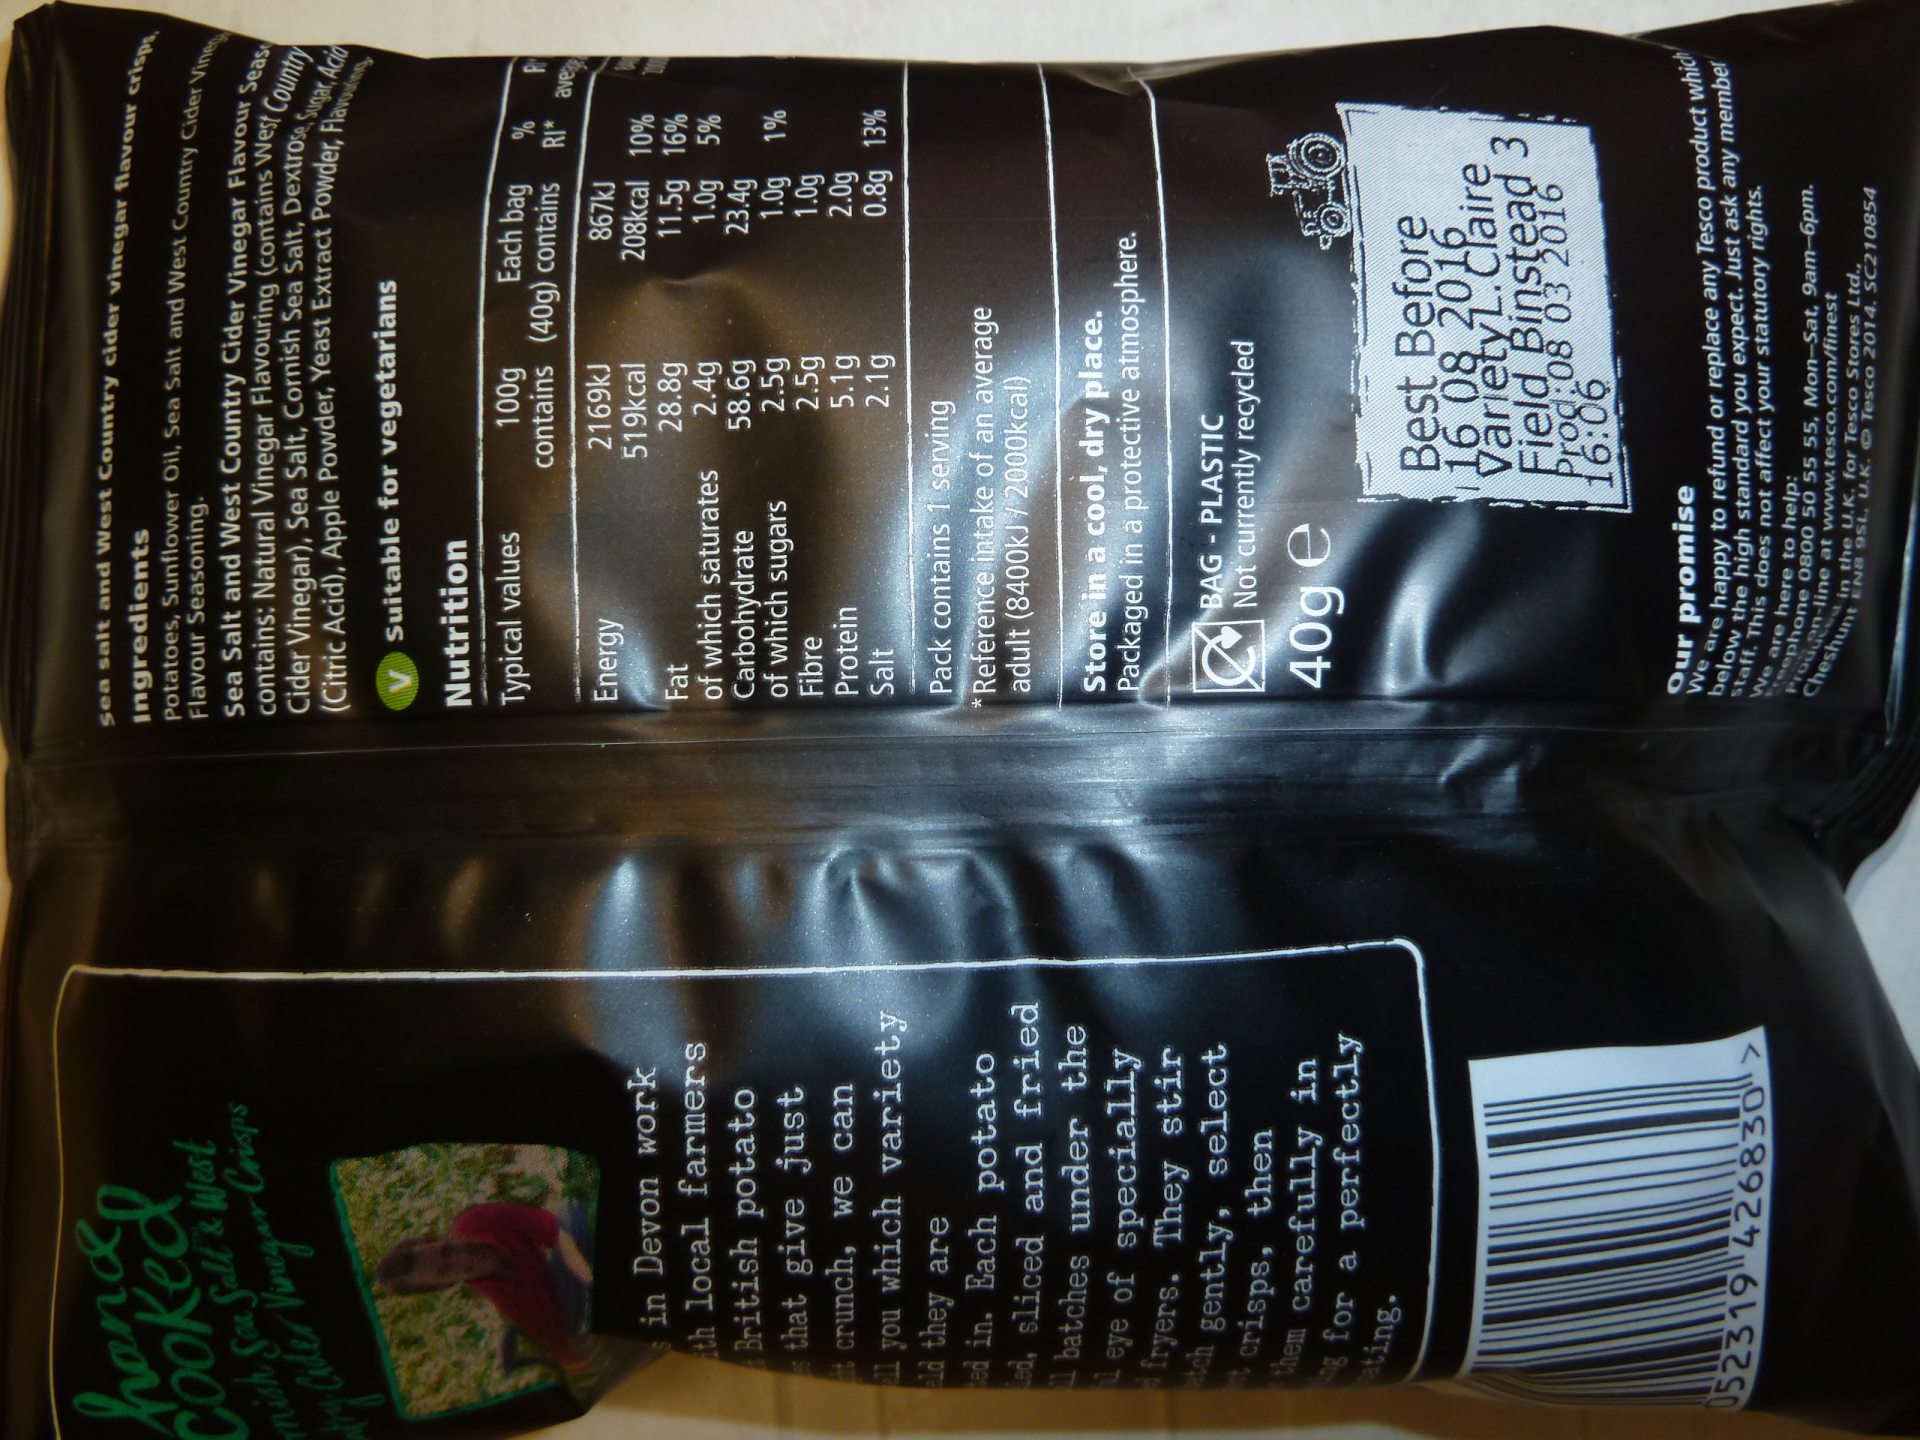 hand
cooked
Sea Salt & West
Cider Vinegar Crisps
in Devon work
local farmers
British potato
that give just
crunch, we can
you which variety
they are
in. Each potato
sliced and fried
batches under the
eye of specially
fryers. They stir
gently, select
crisps, then
them carefully in
for a perfectly
052319 426830 >
sea salt and West Country cider vinegar flavour crisps.
Ingredients
Potatoes, Sunflower Oil, Sea Salt and West Country Cider
Flavour Seasoning.
Sea Salt and West Country Cider Vinegar Flavour
contains: Natural Vinegar Flavouring (contains West Country
Cider Vinegar), Sea Salt, Cornish Sea Salt, Dextrose, Sugar, Acid
(Citric Acid), Apple Powder, Yeast Extract Powder, Flavouring.
V suitable for vegetarians
Nutrition
Typical values 100g contains Each bag (40g) contains % RI*
Energy 2169kJ 867kJ
519kcal 208kcal 10%
Fat 28.8g 11.5g 16%
of which saturates 2.4g 1.0g 5%
Carbohydrate 58.6g 23.4g
of which sugars 2.5g 1.0g 1%
Fibre 2.5g 1.0g
Protein 5.1g 2.0g
Salt 2.1g 0.8g 13%
Pack contains 1 serving
*Reference intake of an average
adult (8400kJ / 2000kcal)
Store in a cool, dry place.
Packaged in a protective atmosphere.
BAG - PLASTIC
Not currently recycled
40g e
Best Before
16 08 2016
Variety L.Claire
Field Binstead 3
Prod:08 03 2016
16:06
Our promise
We are happy to refund or replace any Tesco product which
below the high standard you expect. Just ask any member
staff. This does not affect your statutory rights.
We are here to help:
Telephone 0800 50 55 55, Mon–Sat, 9am–6pm.
on-line at www.tesco.com/finest
Produced in the U.K. for Tesco Stores Ltd.,
Cheshunt EN8 9SL U.K. © Tesco 2014. SC210854